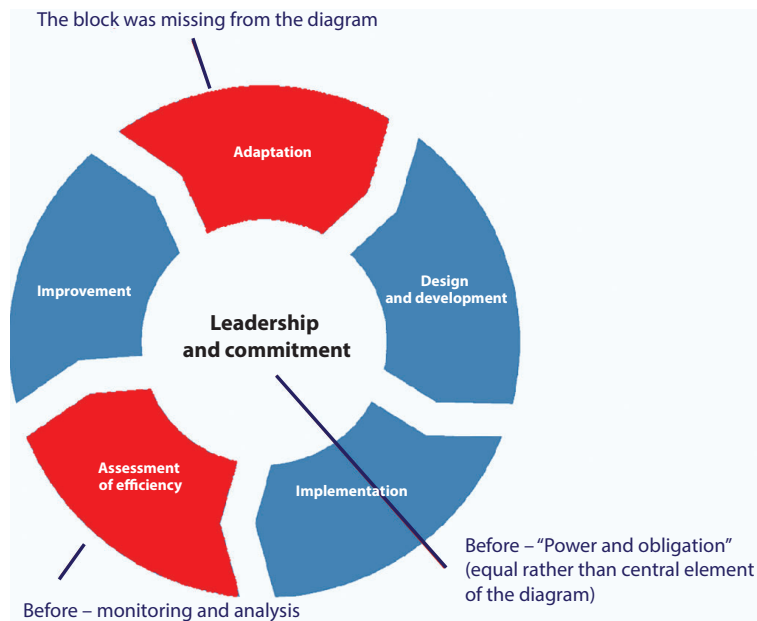 The block was missing from the diagram
Adaptation
Improvement
Design
and development
Leadership
and commitment
Assessment
of efficiency
Implementation
Before – “Power and obligation”
(equal rather than central element
of the diagram)
Before – monitoring and analysis